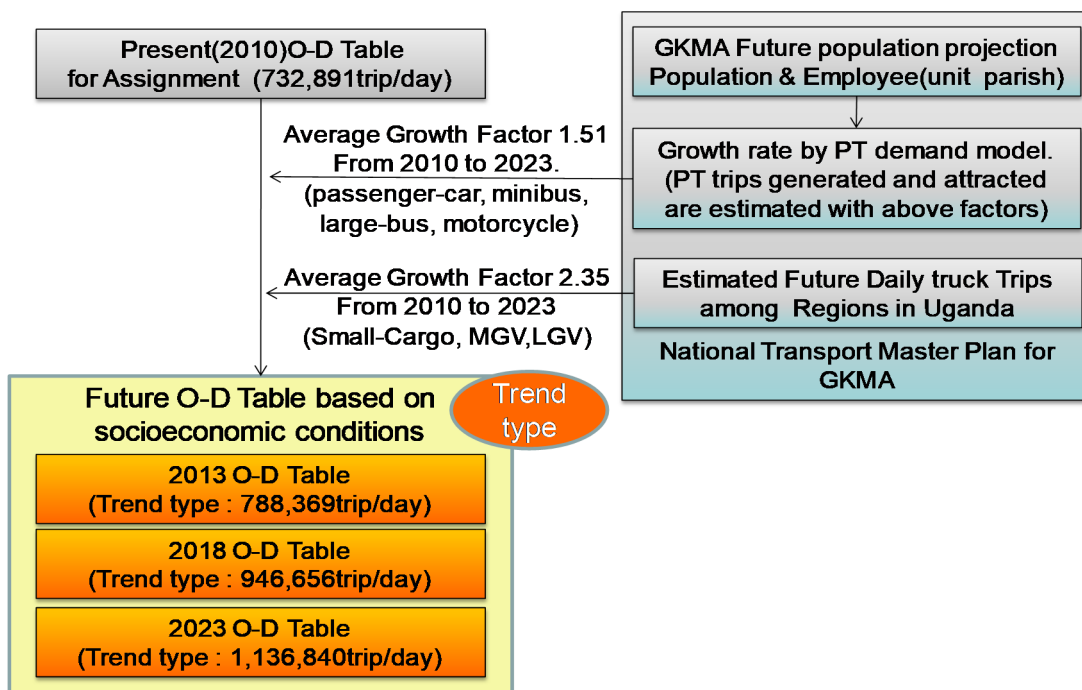 Present(2010)O-D Table
for Assignment (732,891trip/day)
GKMA Future population projection
Population & Employee(unit parish)
Average Growth Factor 1.51
From 2010 to 2023.
(passenger-car, minibus,
large-bus, motorcycle)
Growth rate by PT demand model.
(PT trips generated and attracted
are estimated with above factors)
Average Growth Factor 2.35
From 2010 to 2023
(Small-Cargo, MGV,LGV)
Estimated Future Daily truck Trips
among Regions in Uganda
National Transport Master Plan for
GKMA
Future O-D Table based on
socioeconomic conditions
Trend
type
2013 O-D Table
(Trend type : 788,369trip/day)
2018 O-D Table
(Trend type : 946,656trip/day)
2023 O-D Table
(Trend type : 1,136,840trip/day)